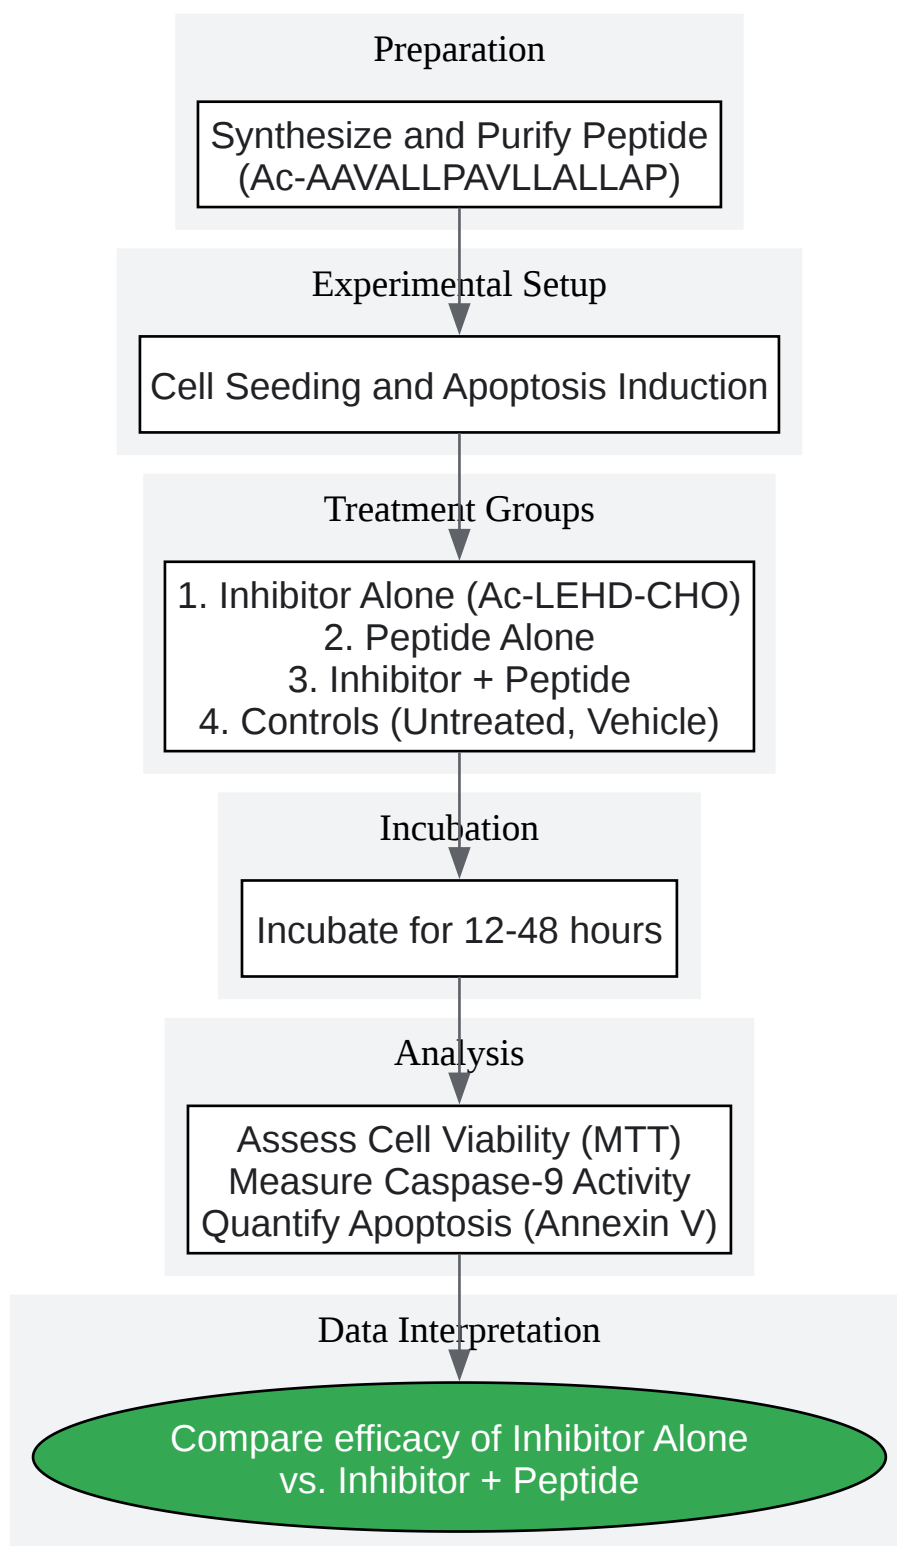 Preparation
Synthesize and Purify Peptide
(Ac-AAVALLPAVLLALLAP)
Experimental Setup
Cell Seeding and Apoptosis Induction
Treatment Groups
1. Inhibitor Alone (Ac-LEHD-CHO)
2. Peptide Alone
3. Inhibitor + Peptide
4. Controls (Untreated, Vehicle)
Incubation
Incubate for 12-48 hours
Analysis
Assess Cell Viability (MTT)
Measure Caspase-9 Activity
Quantify Apoptosis (Annexin V)
Data Interpretation
Compare efficacy of Inhibitor Alone
vs. Inhibitor + Peptide